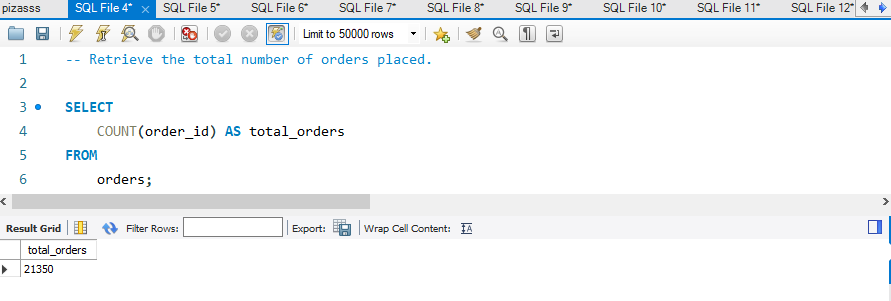 pizasss SQL File 4* SQL File 5* SQL File 6* SQL File 7* SQL File 8* SQL File 9* SQL File 10* SQL File 11* SQL File 12*
Limit to 50000 rows
1 -- Retrieve the total number of orders placed.
2
3 SELECT
4 COUNT(order_id) AS total_orders
5 FROM
6 orders;
Result Grid Filter Rows: Export: Wrap Cell Content:
total_orders
21350